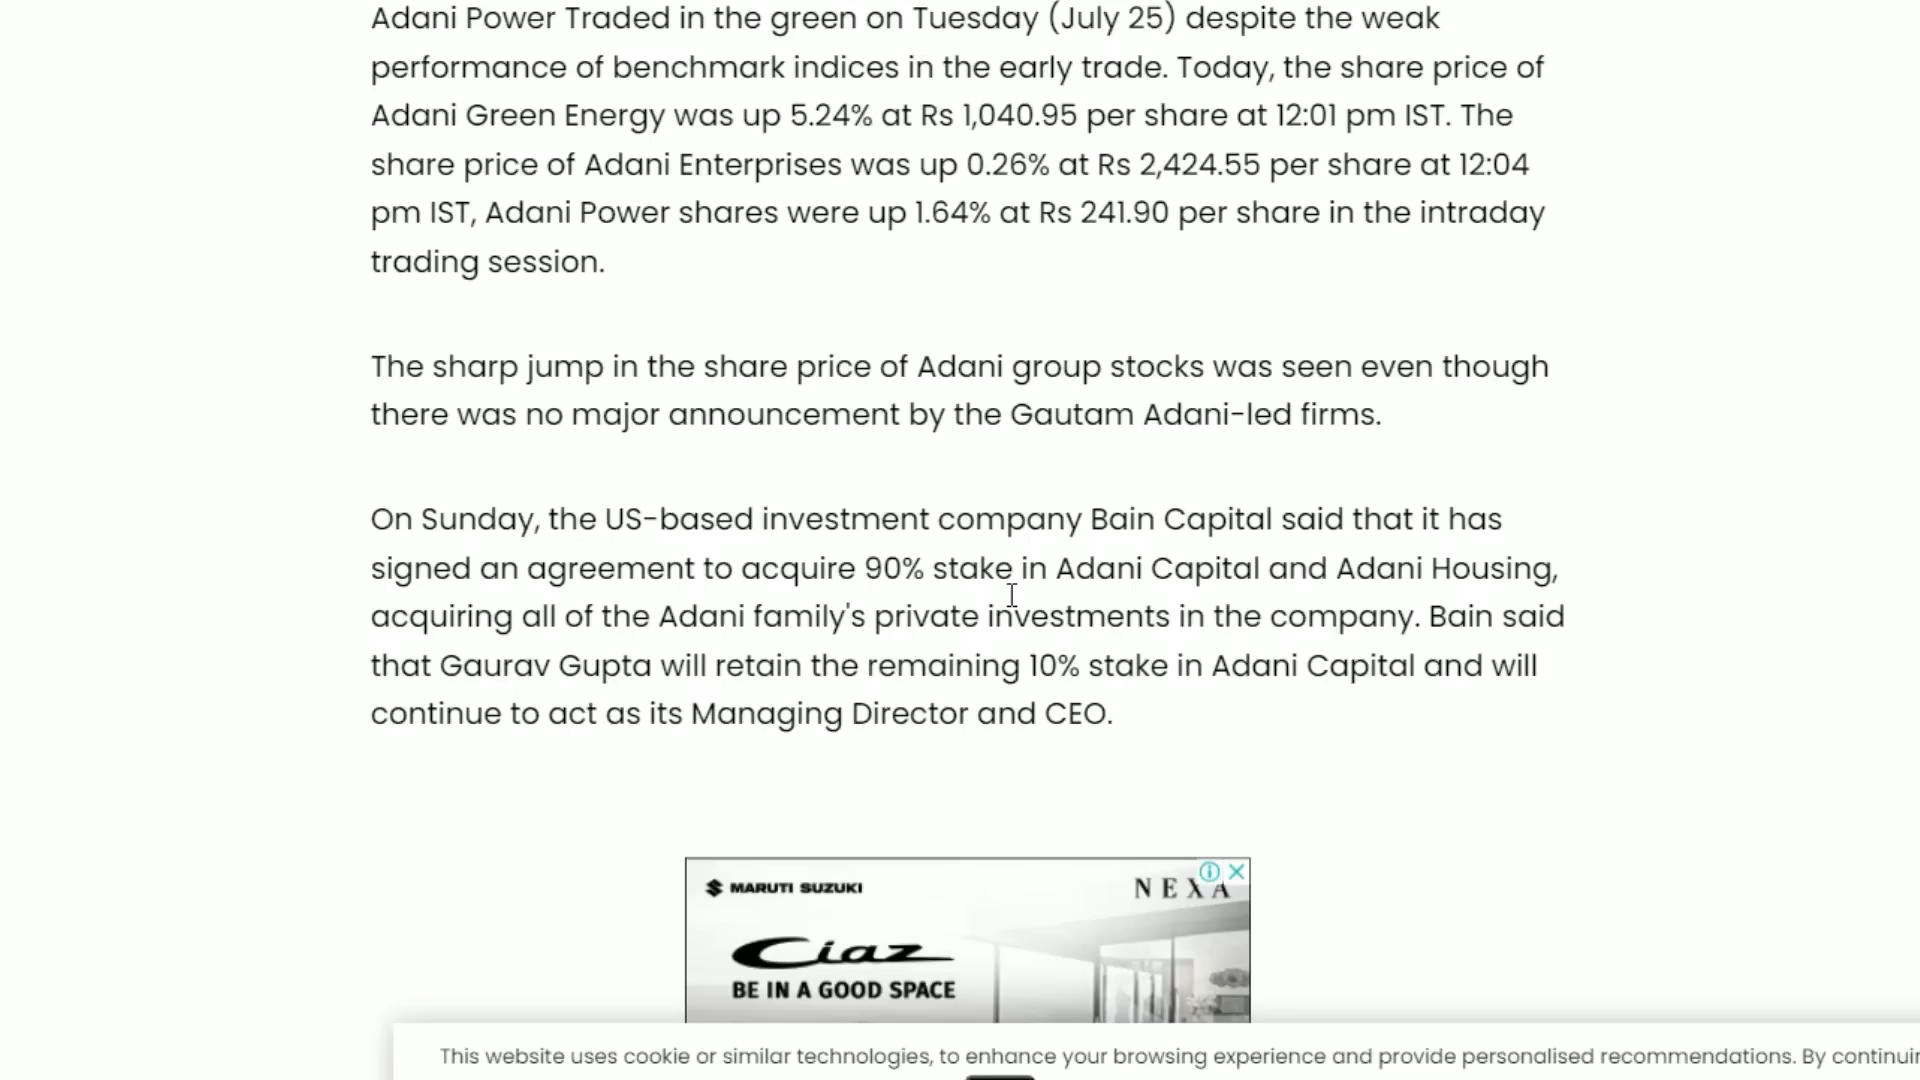 Adani Power Traded in the green on Tuesday (July 25) despite the weak
performance of benchmark indices in the early trade. Today, the share price of
Adani Green Energy was up 5.24% at Rs 1,040.95 per share at 12:01 pm IST. The
share price of Adani Enterprises was up 0.26% at Rs 2,424.55 per share at 12:04
pm IST, Adani Power shares were up 1.64% at Rs 241.90 per share in the intraday
trading session.
The sharp jump in the share price of Adani group stocks was seen even though
there was no major announcement by the Gautam Adani-led firms.
On Sunday, the US-based investment company Bain Capital said that it has
signed an agreement to acquire 90% stake in Adani Capital and Adani Housing,
acquiring all of the Adani family's private investments in the company. Bain said
that Gaurav Gupta will retain the remaining 10% stake in Adani Capital and will
continue to act as its Managing Director and CEO.
MARUTI SUZUKI
NEXA
Ciaz
BE IN A GOOD SPACE
This website uses cookie or similar technologies, to enhance your browsing experience and provide personalised recommendations. By